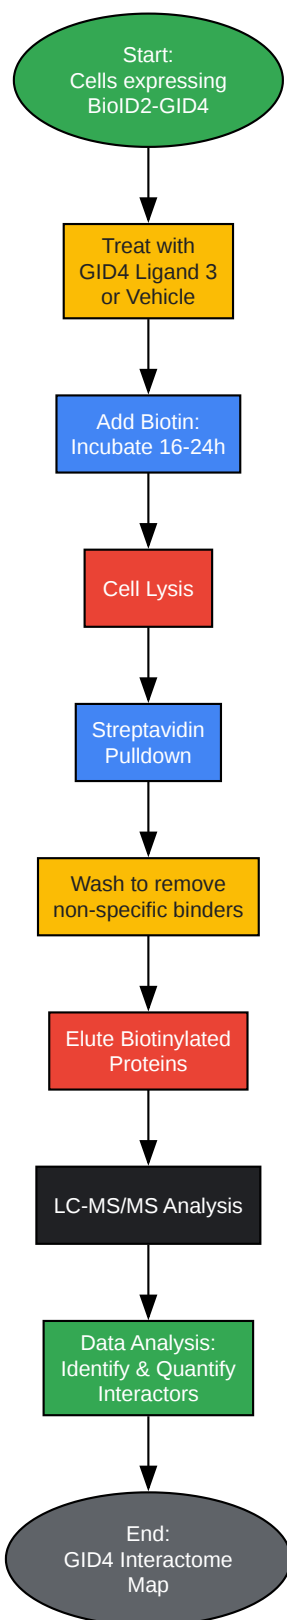 Start:
Cells expressing
BioID2-GID4
Treat with
GID4 Ligand 3
or Vehicle
Add Biotin:
Incubate 16-24h
Cell Lysis
Streptavidin
Pulldown
Wash to remove
non-specific binders
Elute Biotinylated
Proteins
LC-MS/MS Analysis
Data Analysis:
Identify & Quantify
Interactors
End:
GID4 Interactome
Map